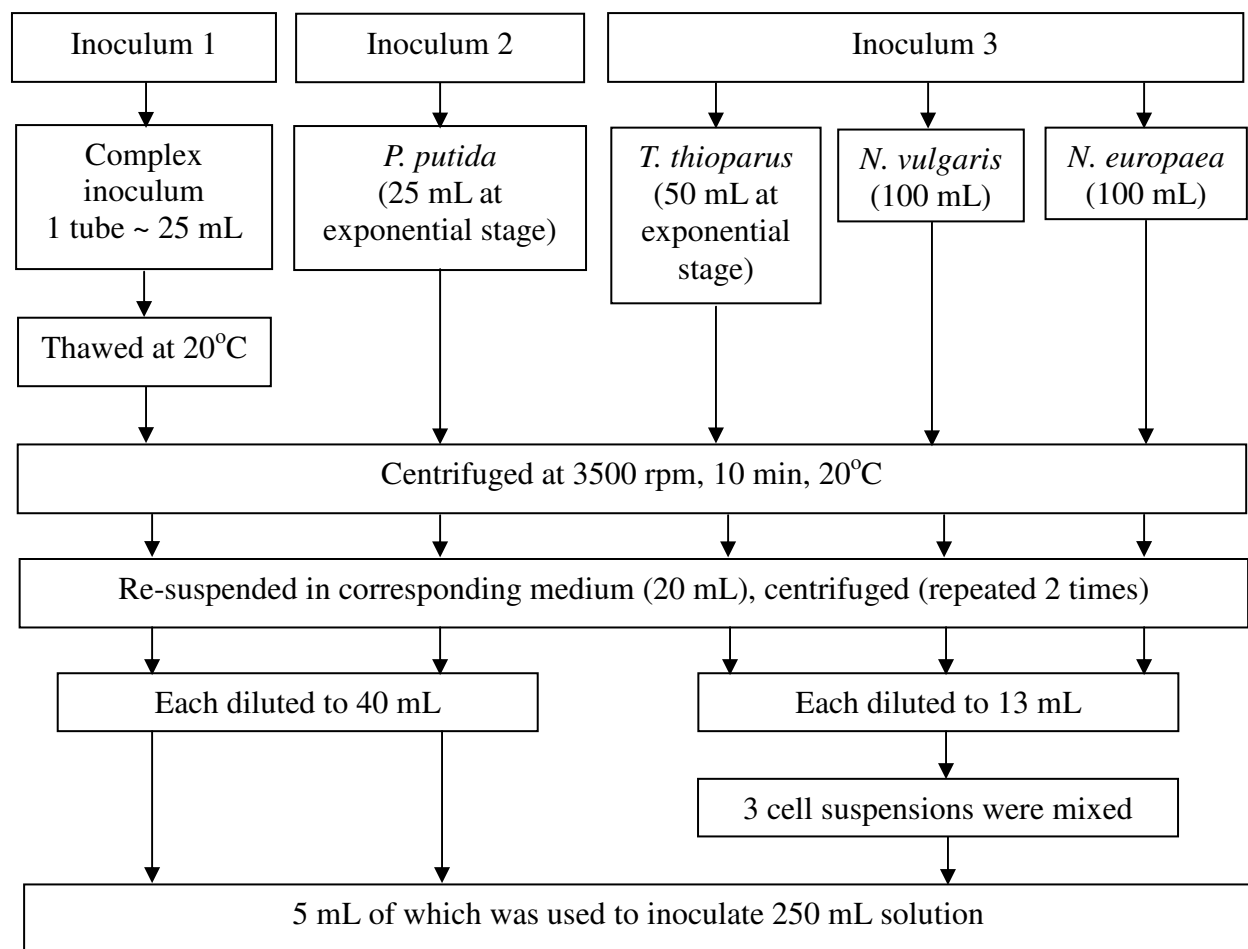 Inoculum 1
Inoculum 2
Inoculum 3
Complex
inoculum
1 tube ~ 25 mL
P. putida
(25 mL at
exponential stage)
T. thioparus
(50 mL at
exponential
stage)
N. vulgaris
(100 mL)
N. europaea
(100 mL)
Thawed at 20°C
Centrifuged at 3500 rpm, 10 min, 20°C
Re-suspended in corresponding medium (20 mL), centrifuged (repeated 2 times)
Each diluted to 40 mL
Each diluted to 13 mL
3 cell suspensions were mixed
5 mL of which was used to inoculate 250 mL solution